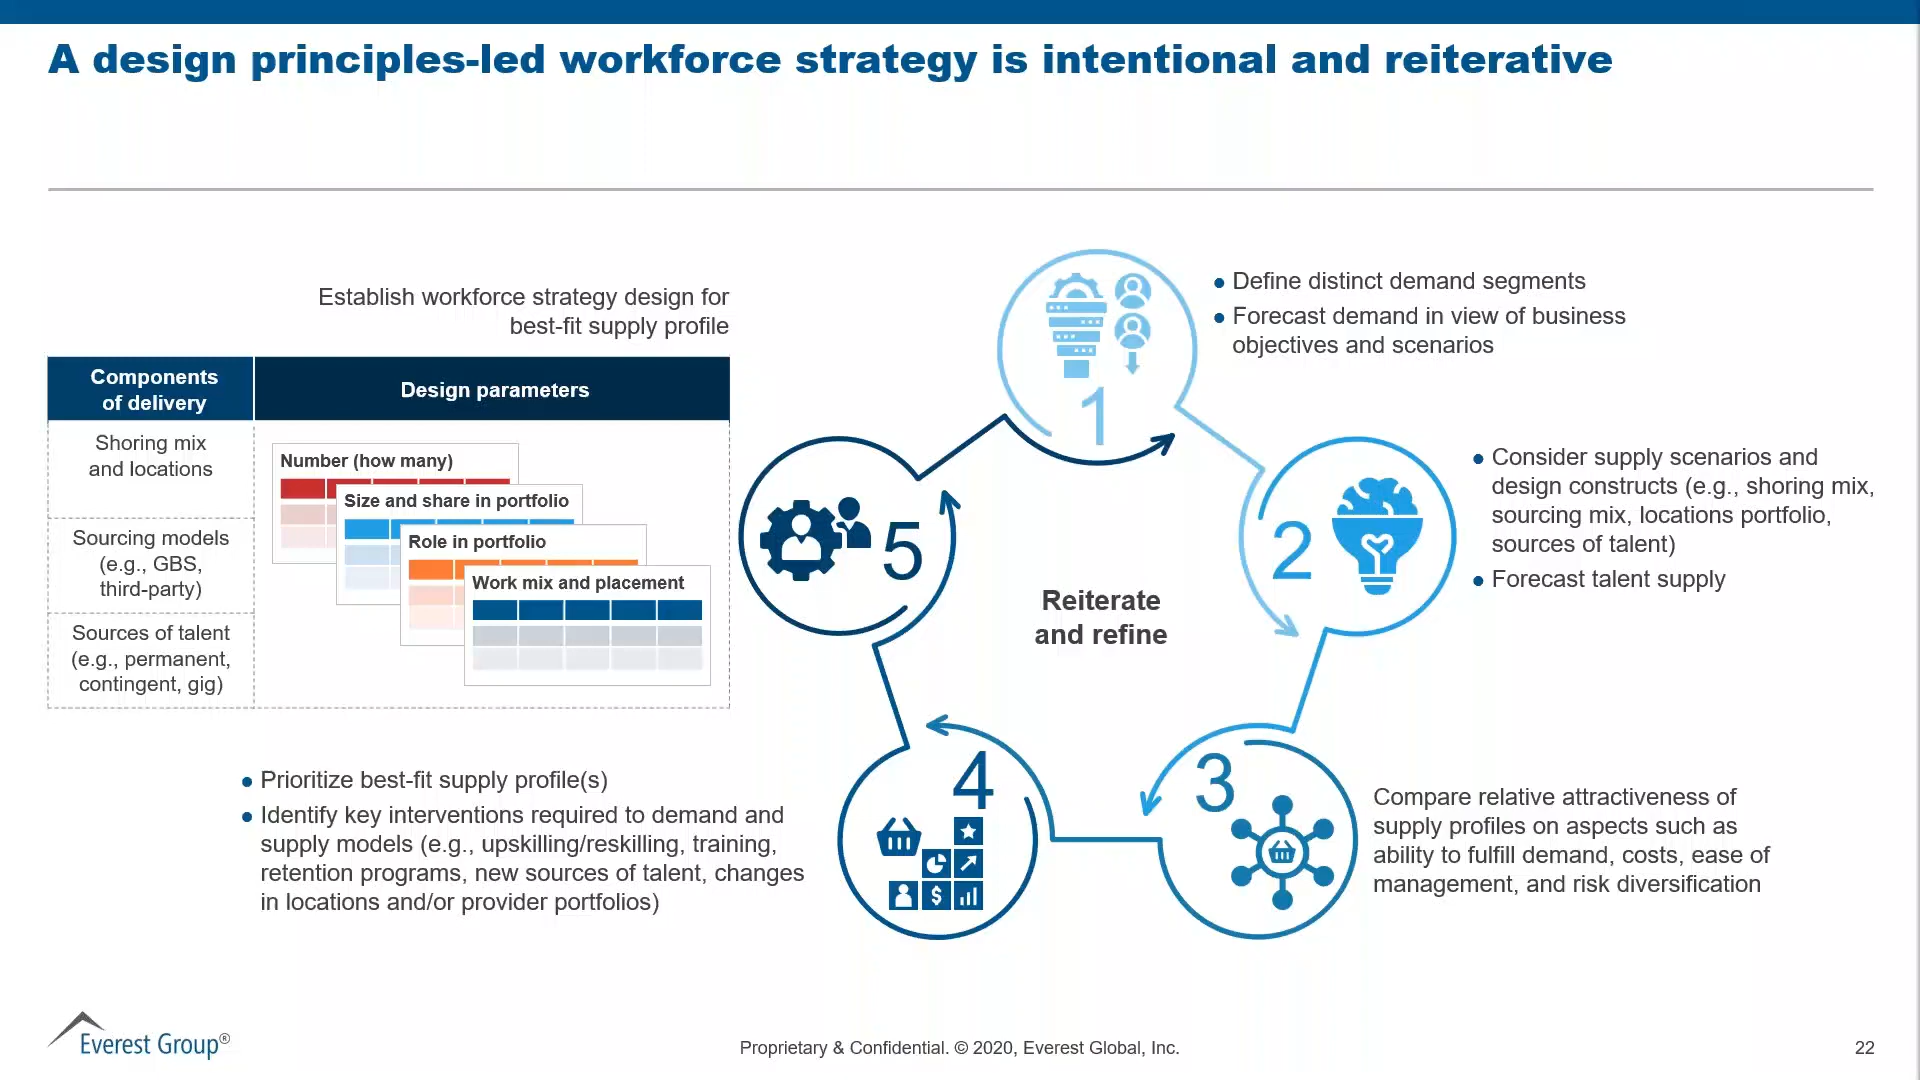 A design principles-led workforce strategy is intentional and reiterative
1
● Define distinct demand segments
● Forecast demand in view of business
objectives and scenarios
2
● Consider supply scenarios and
design constructs (e.g., shoring mix,
sourcing mix, locations portfolio,
sources of talent)
● Forecast talent supply
3
Compare relative attractiveness of
supply profiles on aspects such as
ability to fulfill demand, costs, ease of
management, and risk diversification
4
$
● Prioritize best-fit supply profile(s)
● Identify key interventions required to demand and
supply models (e.g., upskilling/reskilling, training,
retention programs, new sources of talent, changes
in locations and/or provider portfolios)
5
Establish workforce strategy design for
best-fit supply profile
Components
of delivery
Design parameters
Shoring mix
and locations
Sourcing models
(e.g., GBS,
third-party)
Sources of talent
(e.g., permanent,
contingent, gig)
Number (how many)
Size and share in portfolio
Role in portfolio
Work mix and placement
Reiterate
and refine
Everest Group®
Proprietary & Confidential. © 2020, Everest Global, Inc.
22